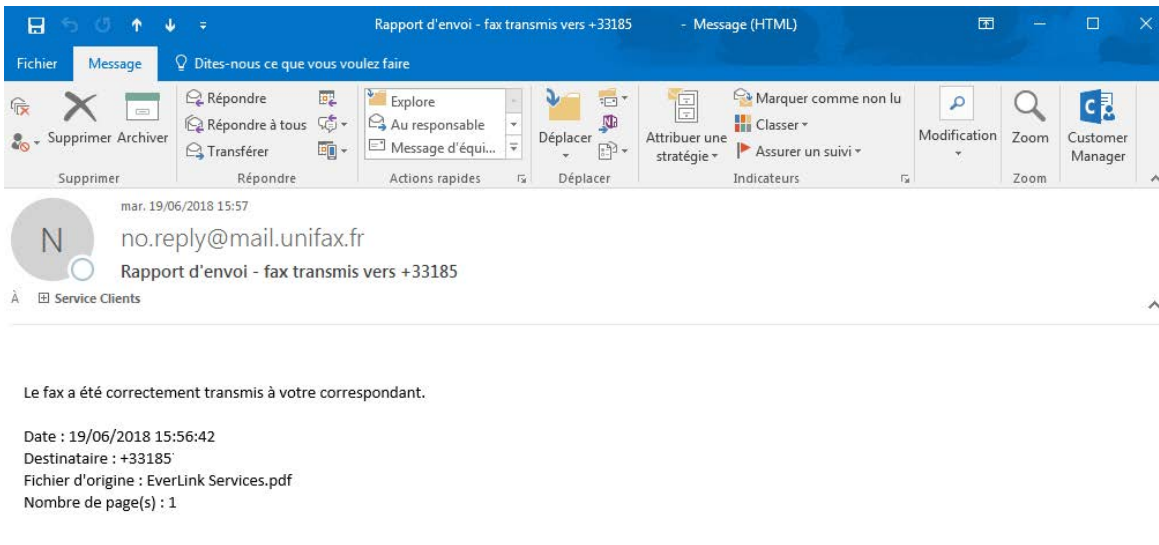 Rapport d'envoi - fax transmis vers +33185 - Message (HTML)
Fichier Message Dites-nous ce que vous voulez faire
Répondre Explore Marquer comme non lu
Répondre à tous Au responsable Classer
Supprimer Archiver Transférer Message d'équi... Déplacer Attribuer une stratégie Assurer un suivi Modification Zoom Customer Manager
Supprimer Répondre Actions rapides Déplacer Indicateurs Zoom
mar. 19/06/2018 15:57
N
no.reply@mail.unifax.fr
Rapport d'envoi - fax transmis vers +33185
À Service Clients
Le fax a été correctement transmis à votre correspondant.
Date : 19/06/2018 15:56:42
Destinataire : +33185
Fichier d'origine : EverLink Services.pdf
Nombre de page(s) : 1